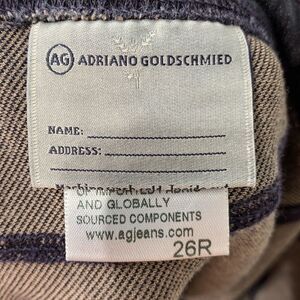 AG ADRIANO GOLDSCHMIED
NAME:
ADDRESS:
AND GLOBALLY
SOURCED COMPONENTS
www.agjeans.com
26R